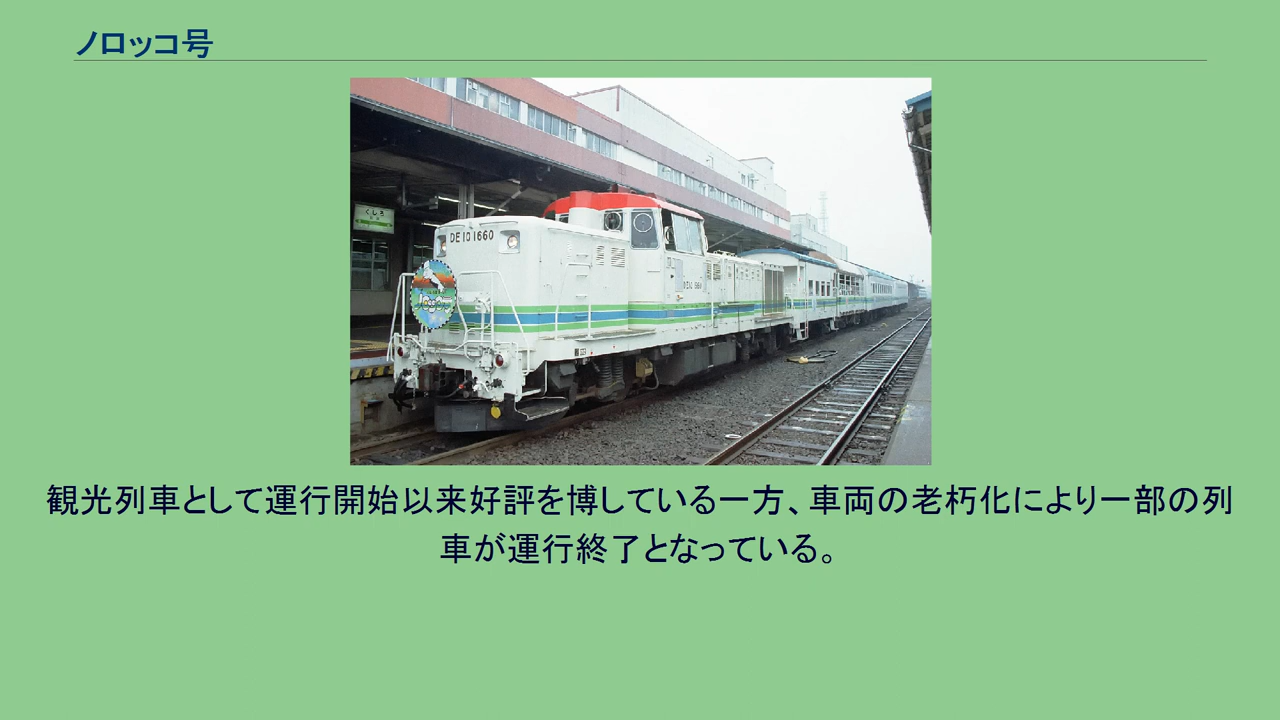 ノロッコ号
くしろ
DE 10 1660
観光列車として運行開始以来好評を博している一方、車両の老朽化により一部の列
車が運行終了となっている。